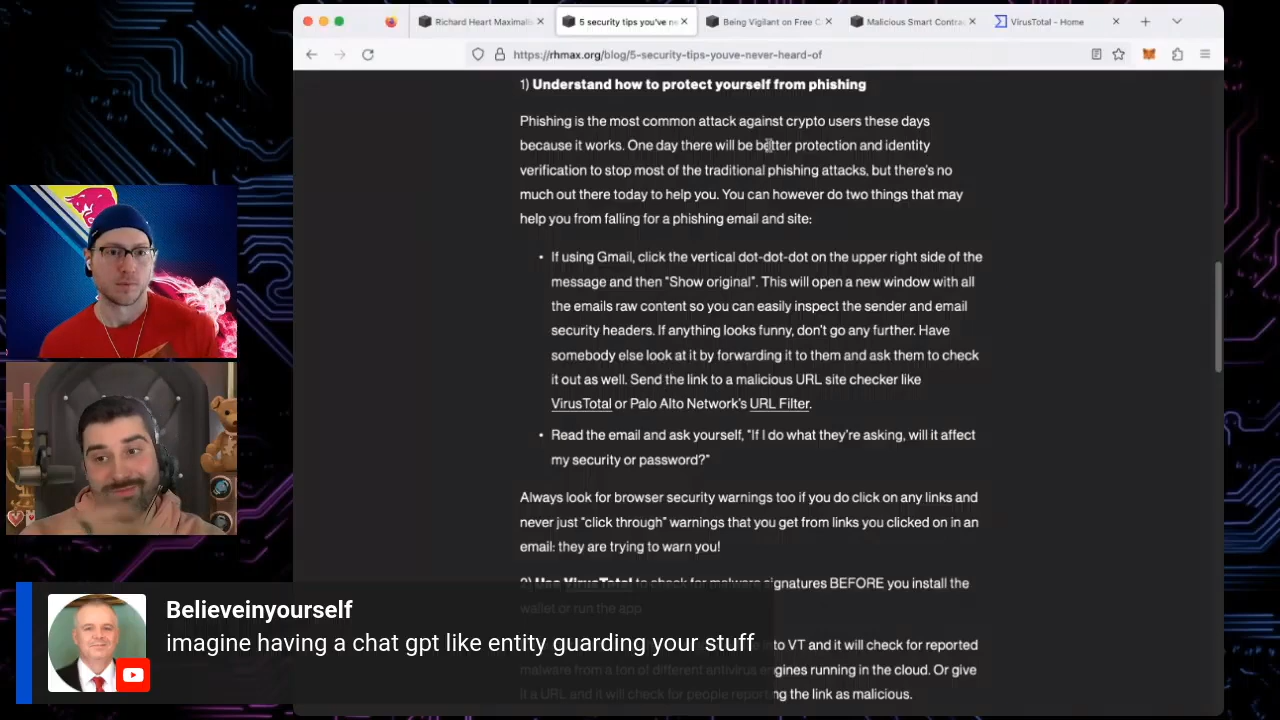 Richard Heart Maximali
5 security tips you've ne
Being Vigilant on Free C
Malicious Smart Contrac
VirusTotal - Home
https://rhmax.org/blog/5-security-tips-youve-never-heard-of
1) Understand how to protect yourself from phishing
Phishing is the most common attack against crypto users these days
because it works. One day there will be better protection and identity
verification to stop most of the traditional phishing attacks, but there's no
much out there today to help you. You can however do two things that may
help you from falling for a phishing email and site:
• If using Gmail, click the vertical dot-dot-dot on the upper right side of the
message and then "Show original". This will open a new window with all
the emails raw content so you can easily inspect the sender and email
security headers. If anything looks funny, don't go any further. Have
somebody else look at it by forwarding it to them and ask them to check
it out as well. Send the link to a malicious URL site checker like
VirusTotal or Palo Alto Network's URL Filter.
• Read the email and ask yourself, "If I do what they're asking, will it affect
my security or password?"
Always look for browser security warnings too if you do click on any links and
never just "click through" warnings that you get from links you clicked on in an
email: they are trying to warn you!
2) Use VirusTotal to check for malware signatures BEFORE you install the
wallet or run the app
into VT and it will check for reported
malware from a ton of different antivirus engines running in the cloud. Or give
it a URL and it will check for people reporting the link as malicious.
Believeinyourself
imagine having a chat gpt like entity guarding your stuff